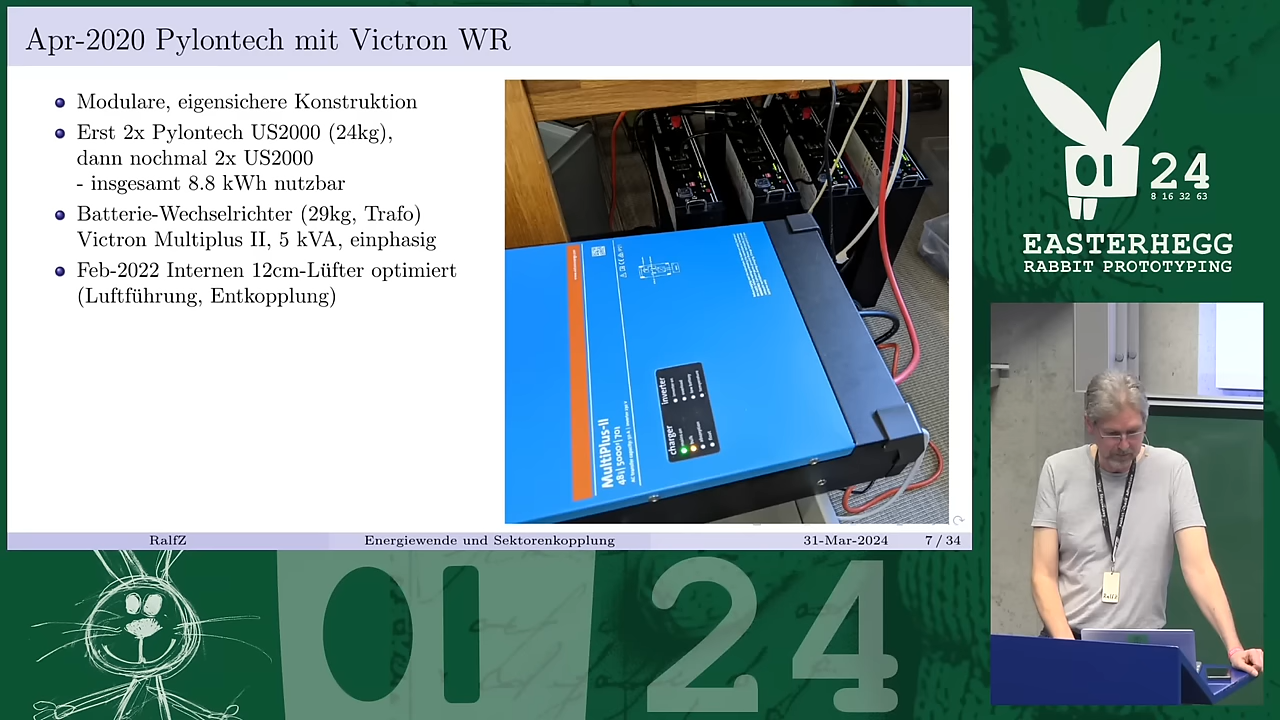 Apr-2020 Pylontech mit Victron WR
Modulare, eigensichere Konstruktion
Erst 2x Pylontech US2000 (24kg),
dann nochmal 2x US2000
- insgesamt 8.8 kWh nutzbar
Batterie-Wechselrichter (29kg, Trafo)
Victron Multiplus II, 5 kVA, einphasig
Feb-2022 Internen 12cm-Lüfter optimiert
(Luftführung, Entkopplung)
MultiPlus-II
charger
inverter
RalfZ
Energiewende und Sektorenkopplung
31-Mar-2024
7 / 34
24
8 16 32 63
EASTERHEGG
RABBIT PROTOTYPING
24